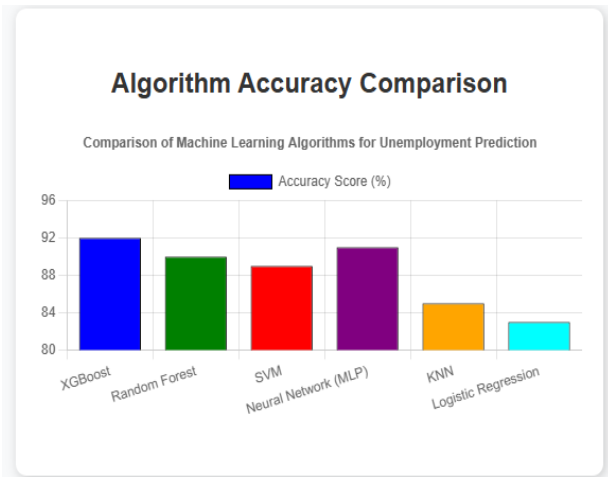 Algorithm Accuracy Comparison
Comparison of Machine Learning Algorithms for Unemployment Prediction
Accuracy Score (%)
96
92
88
84
80
XGBoost
Random Forest
SVM
Neural Network (MLP)
KNN
Logistic Regression